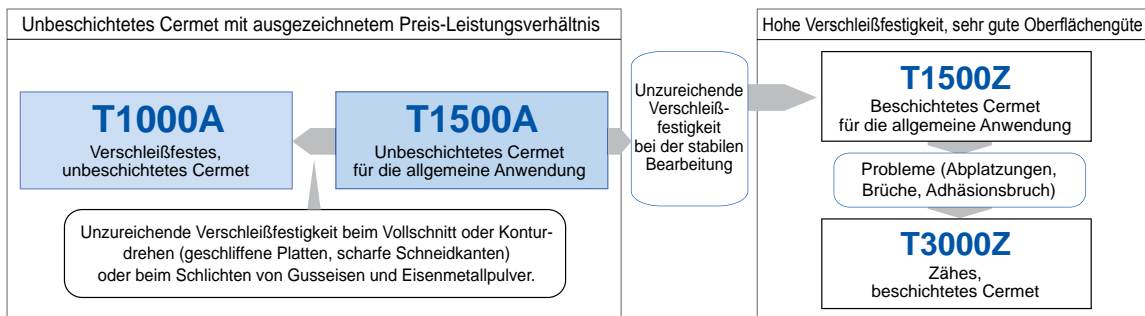 Unbeschichtetes Cermet mit ausgezeichnetem Preis-Leistungsverhältnis
T1000A
Verschleißfestes,
unbeschichtetes Cermet
T1500A
Unbeschichtetes Cermet
für die allgemeine Anwendung
Unzureichende Verschleißfestigkeit beim Vollschnitt oder Kontur-
drehen (geschliffene Platten, scharfe Schneidkanten)
oder beim Schlichten von Gusseisen und Eisenmetallpulver.
Unzureichende
Verschleiß-
festigkeit
bei der stabilen
Bearbeitung
Hohe Verschleißfestigkeit, sehr gute Oberflächengüte
T1500Z
Beschichtetes Cermet
für die allgemeine Anwendung
Probleme (Abplatzungen,
Brüche, Adhäsionsbruch)
T3000Z
Zähes,
beschichtetes Cermet